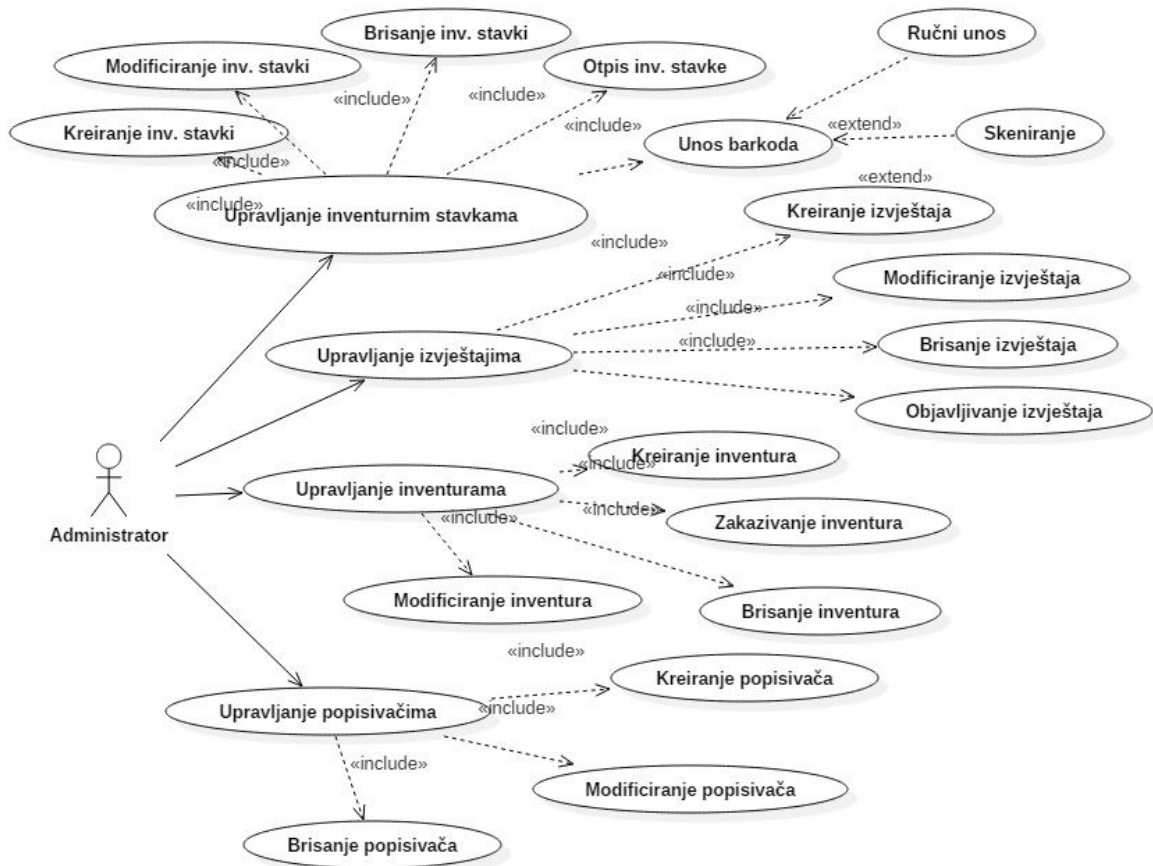 Brisanje inv. stavki
Ručni unos
Modificiranje inv. stavki
Otpis inv. stavke
«include»
«include»
«include»
«extend»
Kreiranje inv. stavki
Unos barkoda
Skeniranje
«include»
«extend»
«include»
Upravljanje inventurnim stavkama
Kreiranje izvještaja
«include»
«include»
Modificiranje izvještaja
«include»
«include»
Upravljanje izvještajima
Brisanje izvještaja
Objavljivanje izvještaja
«include»
Kreiranje inventura
«include»
Upravljanje inventurama
«include»
«include»
Zakazivanje inventura
Administrator
Modificiranje inventura
Brisanje inventura
«include»
Kreiranje popisivača
Upravljanje popisivačima
«include»
«include»
Modificiranje popisivača
Brisanje popisivača